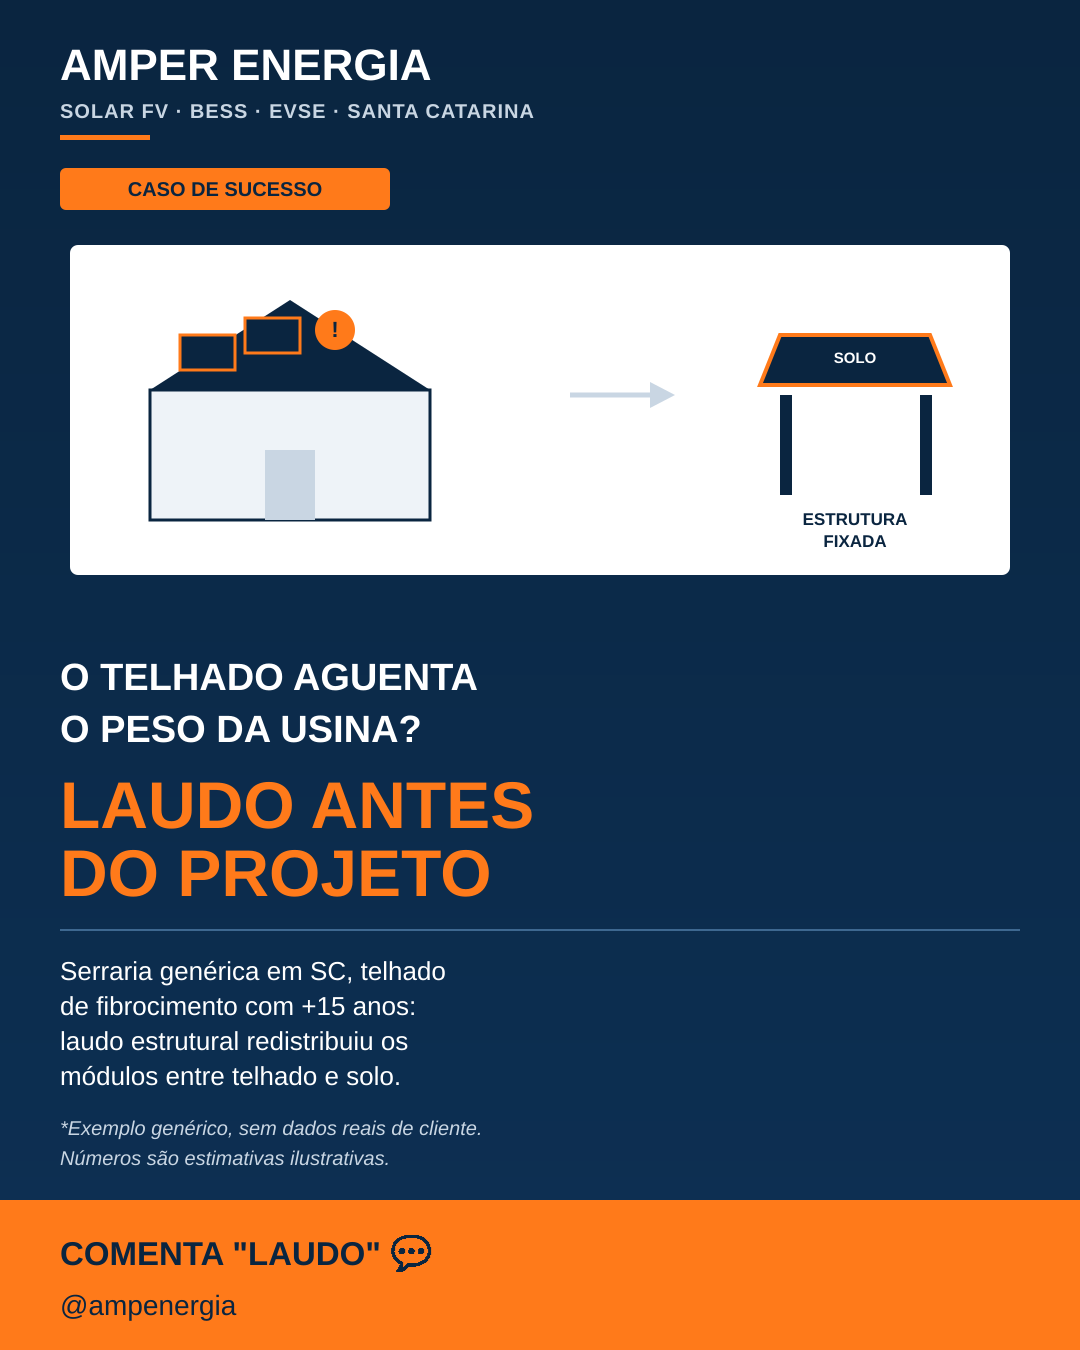 AMPER ENERGIA
SOLAR FV · BESS · EVSE · SANTA CATARINA
CASO DE SUCESSO
!
SOLO
ESTRUTURA
FIXADA
O TELHADO AGUENTA
O PESO DA USINA?
LAUDO ANTES
DO PROJETO
Serraria genérica em SC, telhado
de fibrocimento com +15 anos:
laudo estrutural redistribuiu os
módulos entre telhado e solo.
*Exemplo genérico, sem dados reais de cliente.
Números são estimativas ilustrativas.
COMENTA "LAUDO" 💬
@ampenergia